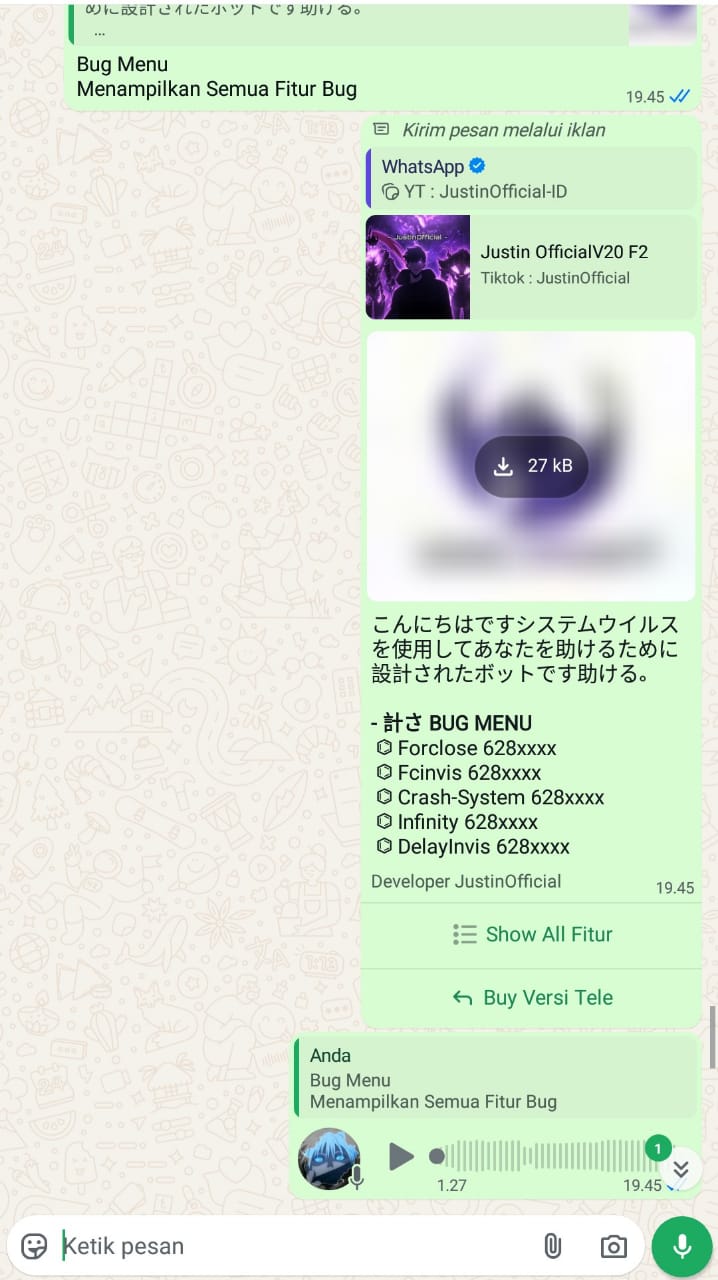 めに設計されたボットです助ける。
...
Bug Menu
Menampilkan Semua Fitur Bug
19.45
Kirim pesan melalui iklan
WhatsApp
YT : JustinOfficial-ID
- JustinOfficial -
Justin OfficialV20 F2
Tiktok : JustinOfficial
27 kB
こんにちはですシステムウイルス
を使用してあなたを助けるために
設計されたボットです助ける。
- 計さ BUG MENU
⌬ Forclose 628xxxx
⌬ Fcinvis 628xxxx
⌬ Crash-System 628xxxx
⌬ Infinity 628xxxx
⌬ DelayInvis 628xxxx
Developer JustinOfficial
19.45
Show All Fitur
Buy Versi Tele
Anda
Bug Menu
Menampilkan Semua Fitur Bug
1
1.27
19.45
Ketik pesan